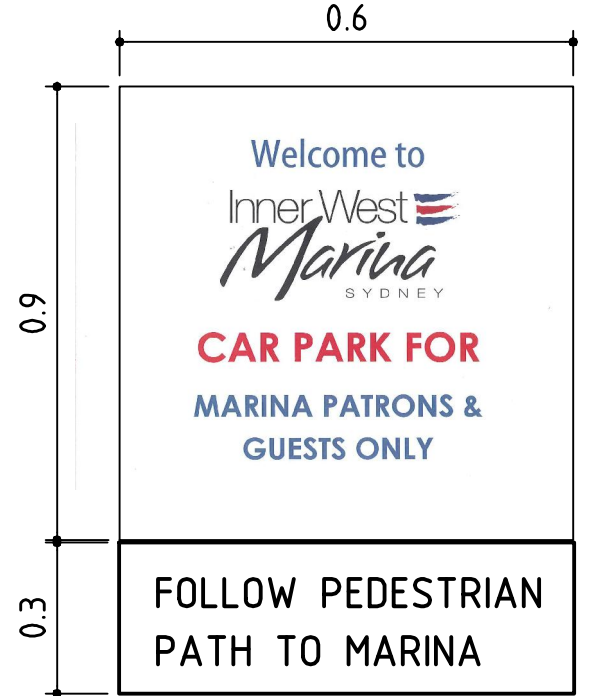 0.6
Welcome to
Inner West
Marina
SYDNEY
CAR PARK FOR
MARINA PATRONS &
GUESTS ONLY
0.9
FOLLOW PEDESTRIAN
PATH TO MARINA
0.3